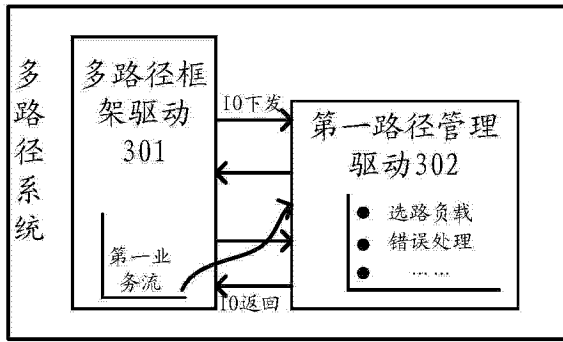 多路径系统
多路径框
架驱动
301
IO下发
第一路径管理
驱动302
选路负载
错误处理
... ...
第一业
务流
IO返回